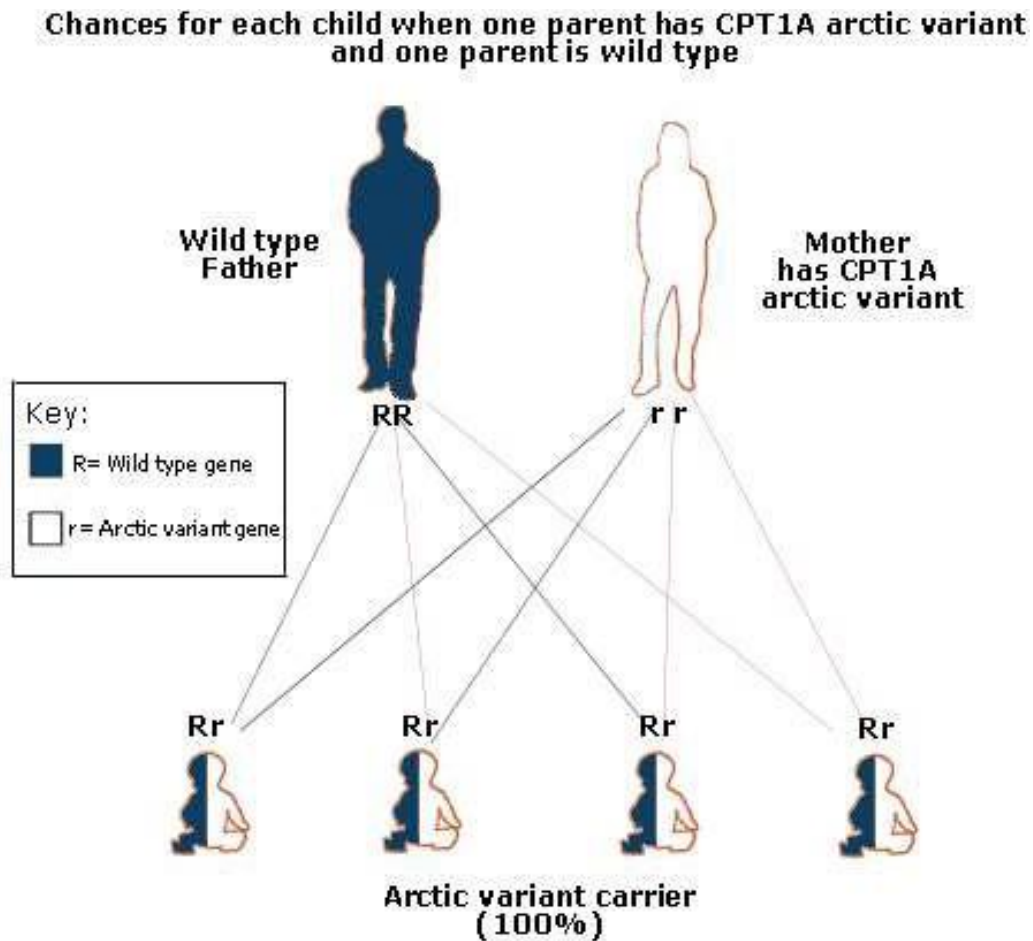 Chances for each child when one parent has CPT1A arctic variant
and one parent is wild type
Wild type
Father
Mother
has CPT1A
arctic variant
RR
r r
Key:
R= Wild type gene
r = Arctic variant gene
Rr
Rr
Rr
Rr
Arctic variant carrier
(100%)